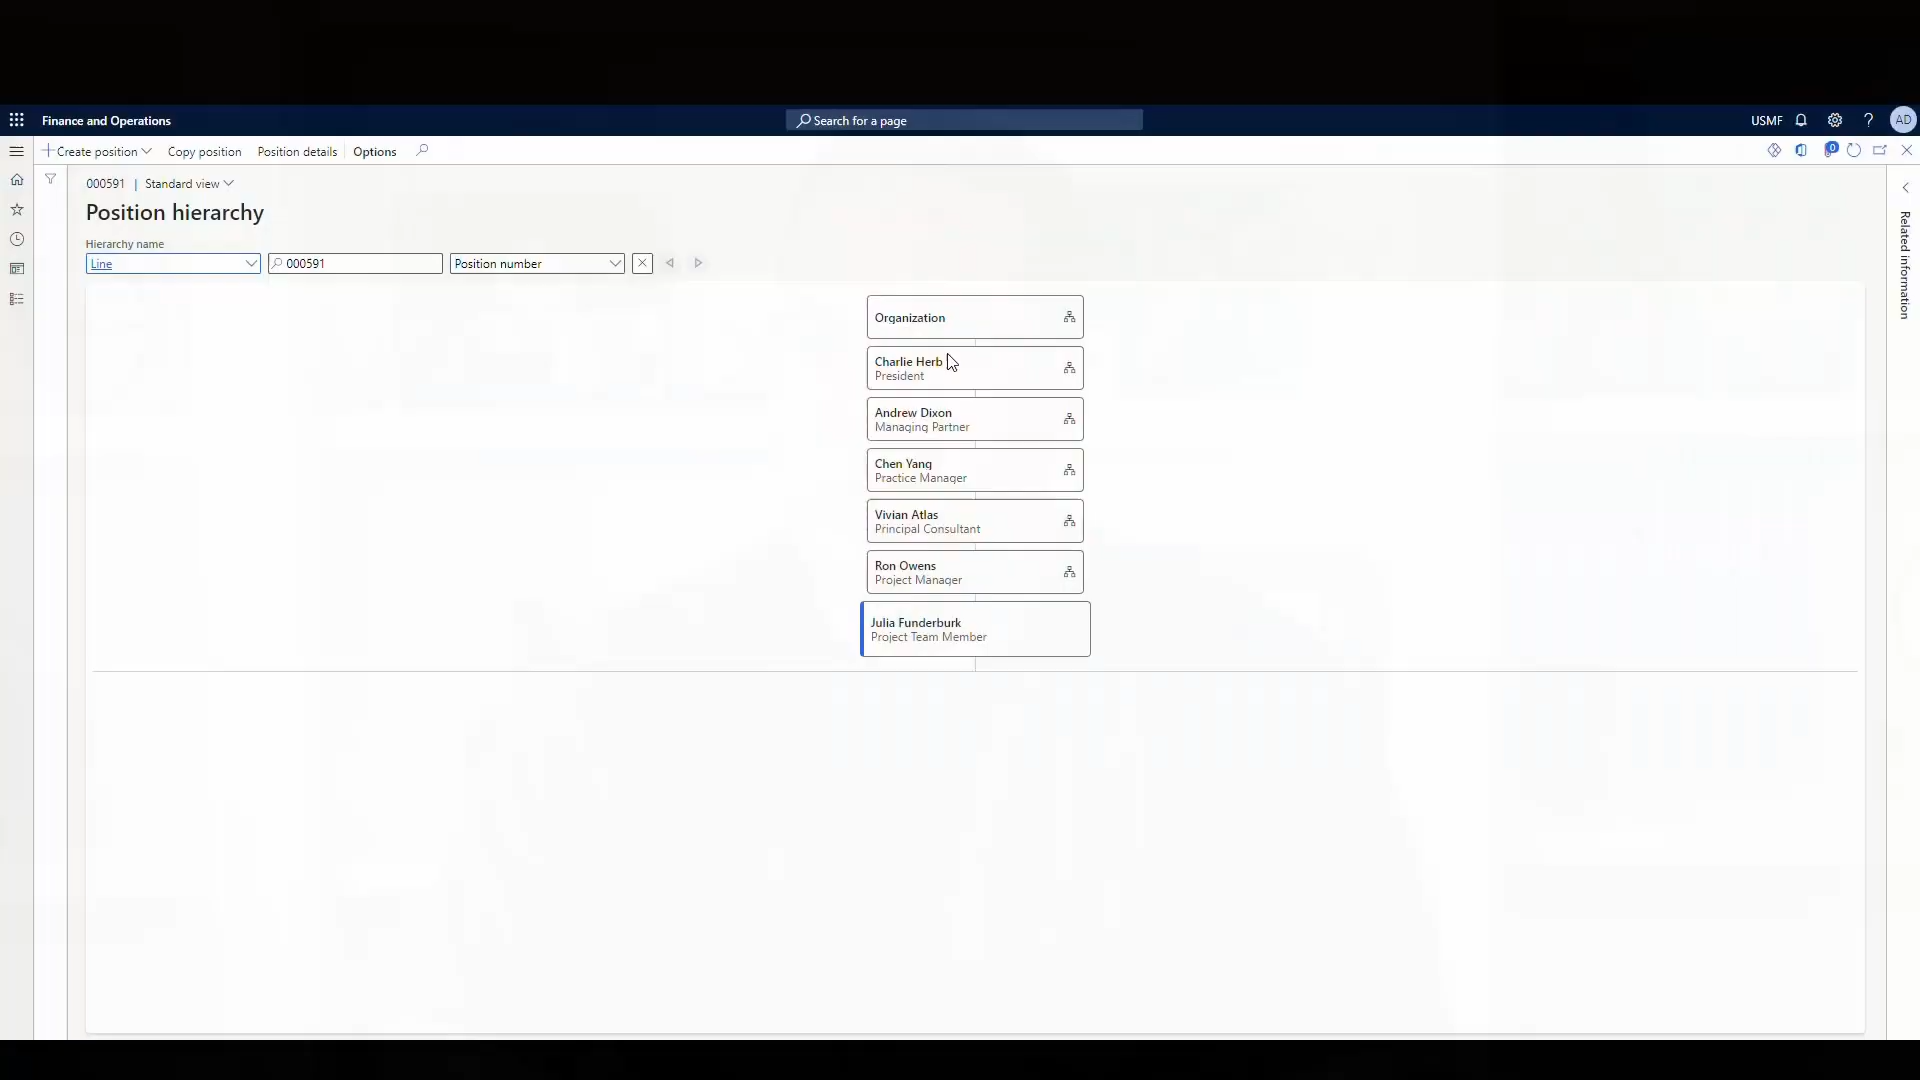 Finance and Operations
Search for a page
USMF
?
AD
Create position
Copy position
Position details
Options
0
000591 | Standard view
Position hierarchy
Hierarchy name
Line
000591
Position number
Related information
Organization
Charlie Herb
President
Andrew Dixon
Managing Partner
Chen Yang
Practice Manager
Vivian Atlas
Principal Consultant
Ron Owens
Project Manager
Julia Funderburk
Project Team Member